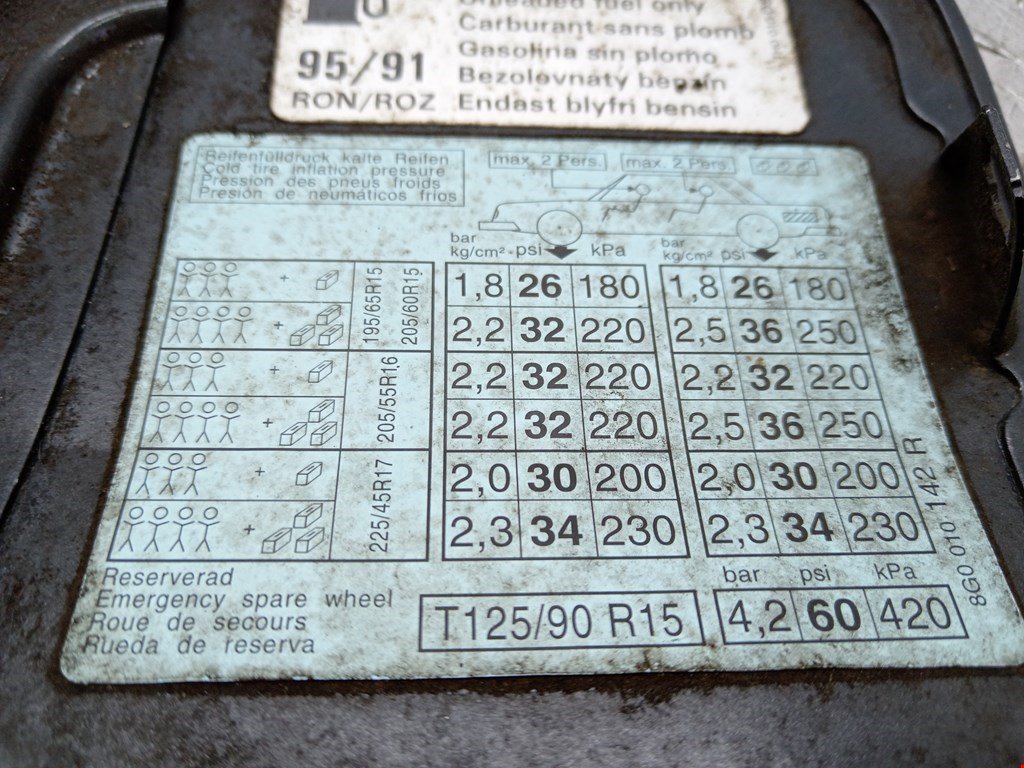 Unleaded fuel only
Carburant sans plomb
Gasolina sin plomo
95/91 Bezolovnatý benzin
RON/ROZ Endast blyfri bensin
Reifenfülldruck kalte Reifen
Cold tire inflation pressure
Pression des pneus froids
Presión de neumáticos frios
max. 2 Pers. max. 2 Pers.
bar kg/cm² psi kPa bar kg/cm² psi kPa
195/65R15 205/60R15
+ 1,8 26 180 1,8 26 180
+ 2,2 32 220 2,5 36 250
205/55R16
+ 2,2 32 220 2,2 32 220
+ 2,2 32 220 2,5 36 250
225/45R17
+ 2,0 30 200 2,0 30 200
+ 2,3 34 230 2,3 34 230
8G0 010 142 R
Reserverad
Emergency spare wheel
Roue de secours
Rueda de reserva
T125/90 R15
bar psi kPa
4,2 60 420